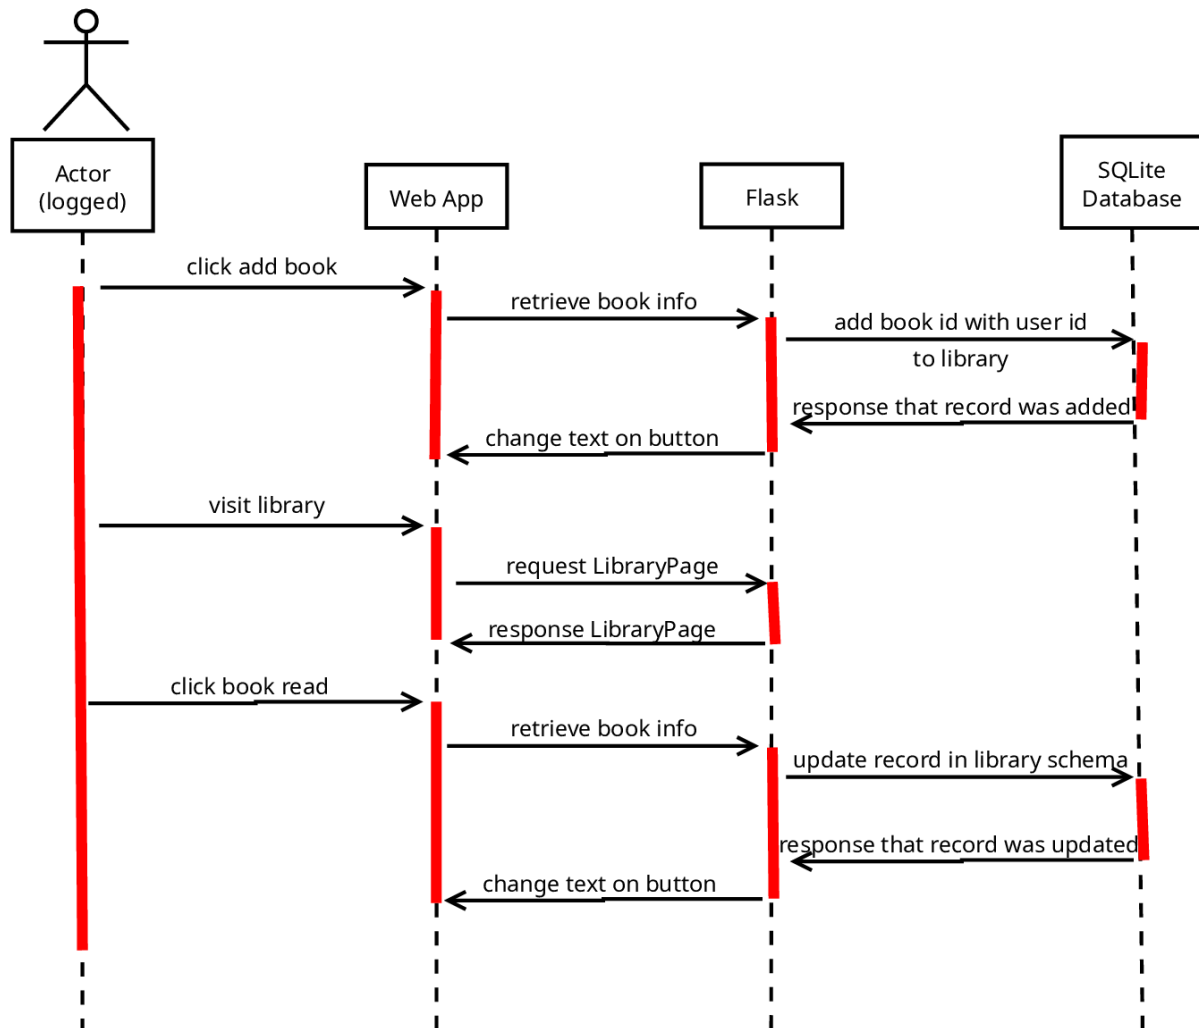 Actor
(logged)
Web App
Flask
SQLite
Database
click add book
retrieve book info
add book id with user id
to library
response that record was added
change text on button
visit library
request LibraryPage
response LibraryPage
click book read
retrieve book info
update record in library schema
response that record was updated
change text on button